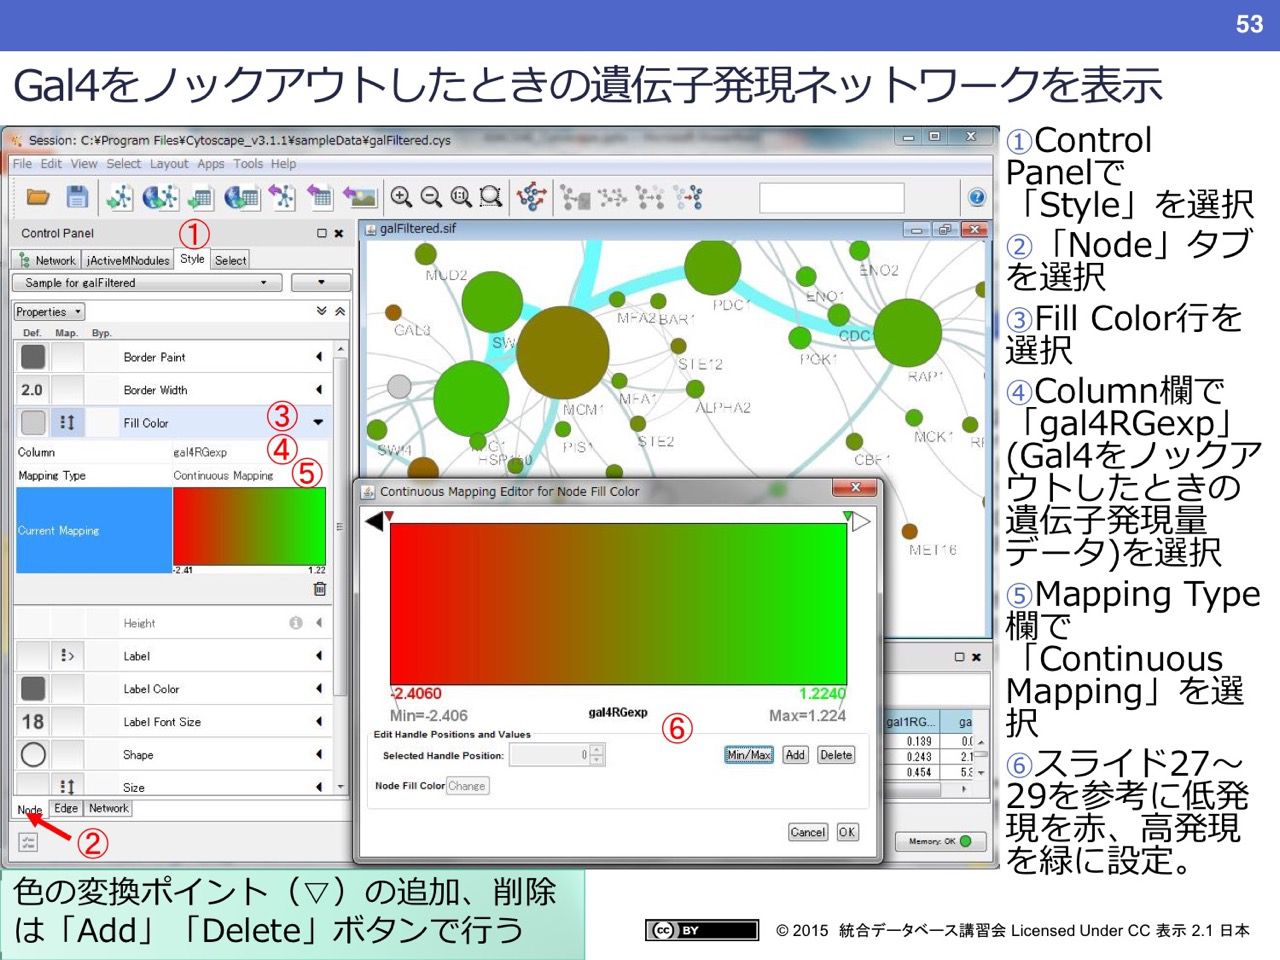 53
Gal4をノックアウトしたときの遺伝子発現ネットワークを表示
Session: C:¥Program Files¥Cytoscape_v3.1.1¥sampleData¥galFiltered.cys
File Edit View Select Layout Apps Tools Help
Control Panel
①
Network jActiveMNodules Style Select
Sample for galFiltered
Properties
Def. Map. Byp.
Border Paint
2.0 Border Width
Fill Color ③
Column gal4RGexp ④
Mapping Type Continuous Mapping ⑤
Current Mapping
-2.41 1.22
Height
Label
Label Color
18 Label Font Size
Shape
Size
Node Edge Network
②
galFiltered.sif
MUD2
GAL3
SWI4
MCM1
MFA2
BAR1
PDC1
ENO2
ENO1
CDC
PGK1
RAP1
STE12
MFA1
ALPHA2
STE2
PIS1
HSP150
MCK1
CBF1
MET16
Continuous Mapping Editor for Node Fill Color
-2.4060 1.2240
Min=-2.406 gal4RGexp Max=1.224
⑥
Edit Handle Positions and Values
Selected Handle Position: 0 Min/Max Add Delete
Node Fill Color Change
Cancel OK
gal1RG... ga
0.139 0.0
0.243 2.1
0.454 5.3
Memory: OK
①Control
Panelで
「Style」を選択
②「Node」タブ
を選択
③Fill Color行を
選択
④Column欄で
「gal4RGexp」
(Gal4をノックア
ウトしたときの
遺伝子発現量
データ)を選択
⑤Mapping Type
欄で
「Continuous
Mapping」を選
択
⑥スライド27～
29を参考に低発
現を赤、高発現
を緑に設定。
色の変換ポイント（▽）の追加、削除
は「Add」「Delete」ボタンで行う
cc BY
© 2015 統合データベース講習会 Licensed Under CC 表示 2.1 日本